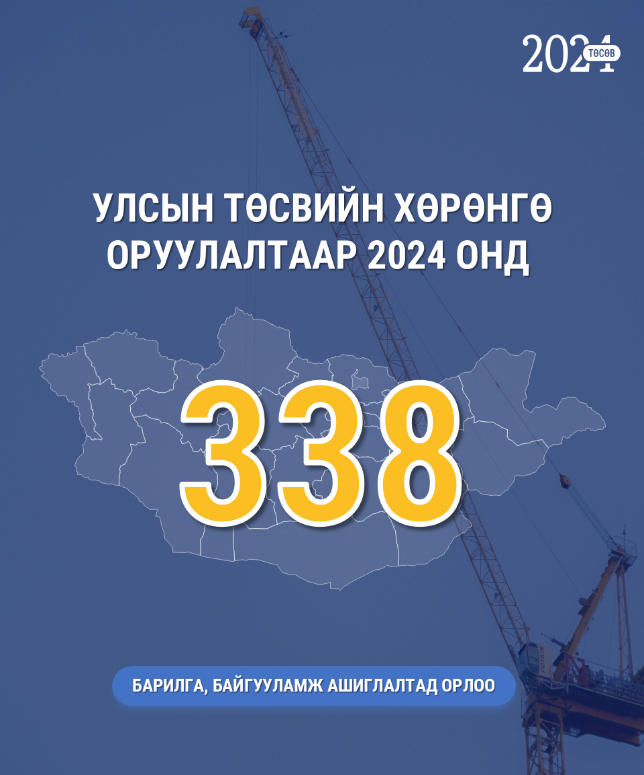 2024
ТӨСӨВ
УЛСЫН ТӨСВИЙН ХӨРӨНГӨ
ОРУУЛАЛТААР 2024 ОНД
338
БАРИЛГА, БАЙГУУЛАМЖ АШИГЛАЛТАД ОРЛОО